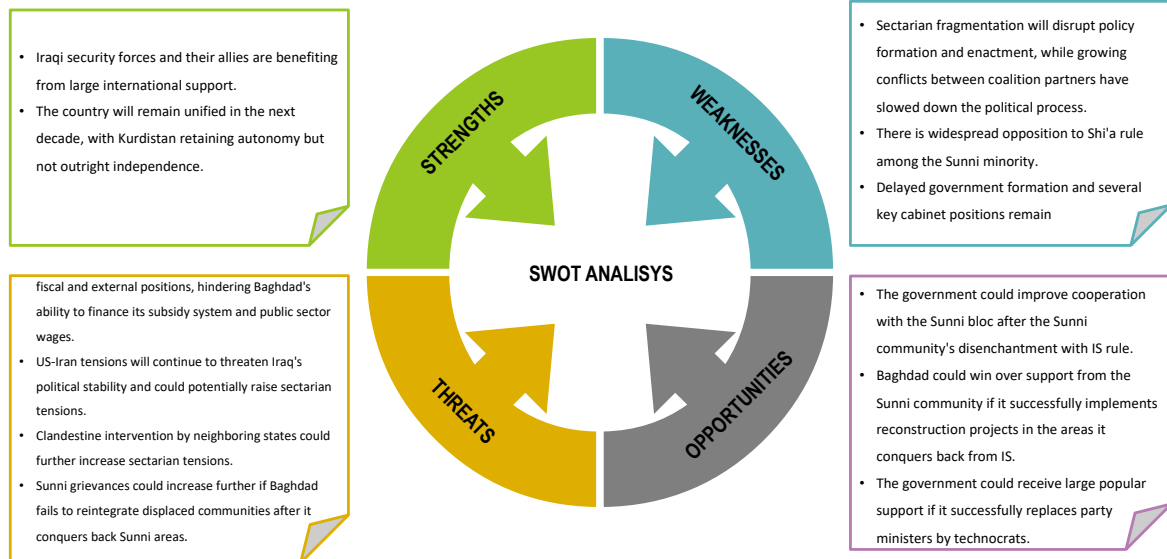 • Iraqi security forces and their allies are benefiting
from large international support.
• The country will remain unified in the next
decade, with Kurdistan retaining autonomy but
not outright independence.
STRENGTHS
WEAKNESSES
• Sectarian fragmentation will disrupt policy
formation and enactment, while growing
conflicts between coalition partners have
slowed down the political process.
• There is widespread opposition to Shi'a rule
among the Sunni minority.
• Delayed government formation and several
key cabinet positions remain
SWOT ANALISYS
fiscal and external positions, hindering Baghdad's
ability to finance its subsidy system and public sector
wages.
• US-Iran tensions will continue to threaten Iraq's
political stability and could potentially raise sectarian
tensions.
• Clandestine intervention by neighboring states could
further increase sectarian tensions.
• Sunni grievances could increase further if Baghdad
fails to reintegrate displaced communities after it
conquers back Sunni areas.
THREATS
OPPORTUNITIES
• The government could improve cooperation
with the Sunni bloc after the Sunni
community's disenchantment with IS rule.
• Baghdad could win over support from the
Sunni community if it successfully implements
reconstruction projects in the areas it
conquers back from IS.
• The government could receive large popular
support if it successfully replaces party
ministers by technocrats.